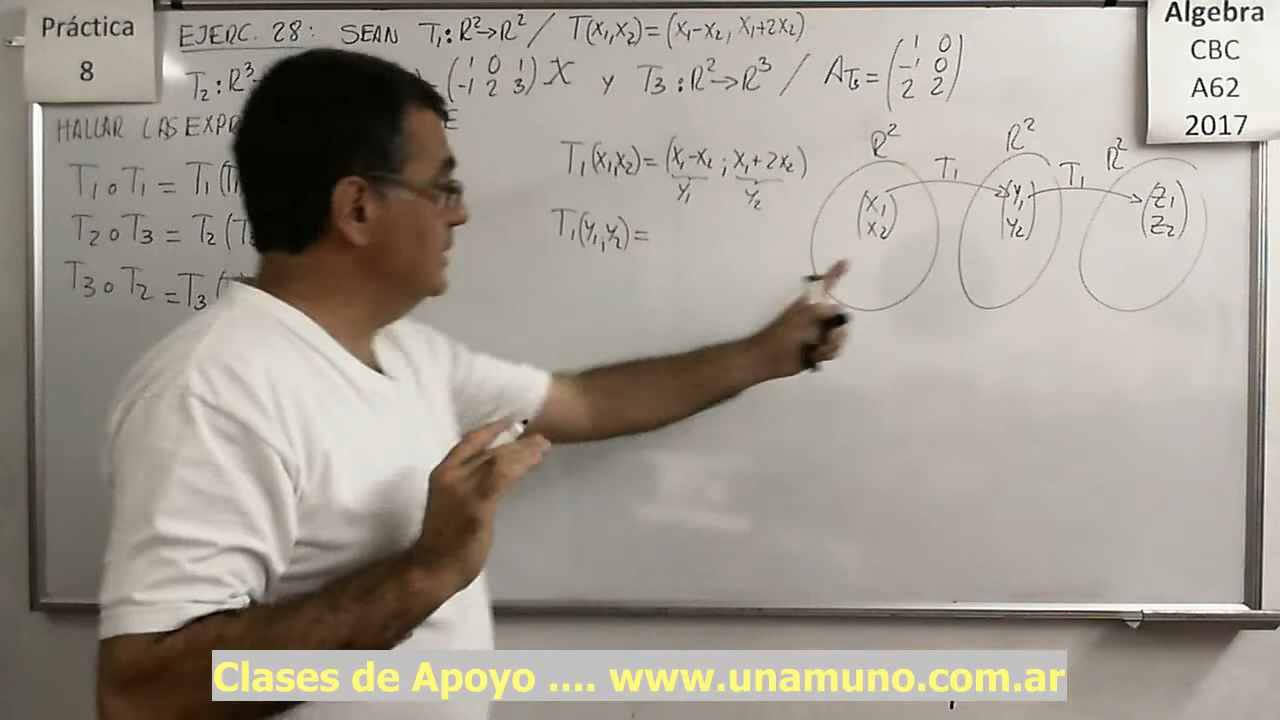 Práctica
8
Algebra
CBC
A62
2017
EJERC. 28: SEAN T₁: R²→R² / T(X₁,X₂)=(X₁-X₂, X₁+2X₂)
T₂: R³ (1 0 1 / -1 2 3) X Y T₃: R²→R³ / A_T₃ = (1 0 / -1 0 / 2 2)
HALLAR LAS
T₁ o T₁ = T₁(T₁
T₂ o T₃ = T₂(T
T₃ o T₂ = T₃(
T₁(X₁X₂)=(X₁-X₂ ; X₁+2X₂)
Y₁ Y₂
T₁(Y₁,Y₂)=
R² R² R²
T₁ T₁
(X₁ X₂) (Y₁ Y₂) (Z₁ Z₂)
Clases de Apoyo .... www.unamuno.com.ar